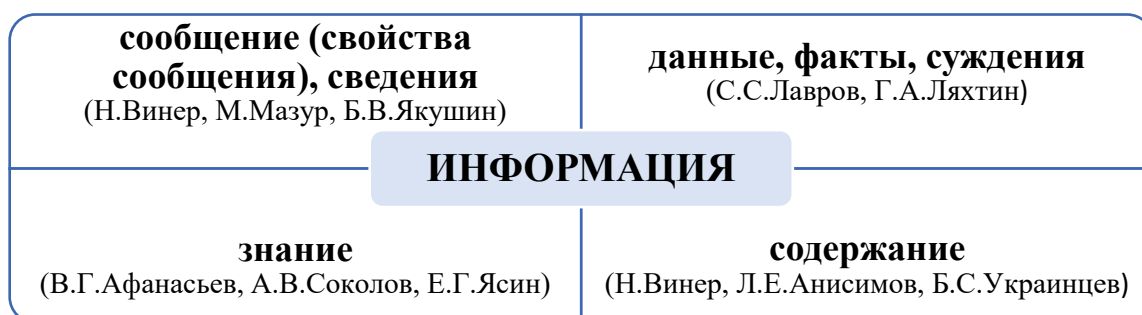 сообщение (свойства
сообщения), сведения
(Н.Винер, М.Мазур, Б.В.Якушин)
данные, факты, суждения
(С.С.Лавров, Г.А.Ляхтин)
ИНФОРМАЦИЯ
знание
(В.Г.Афанасьев, А.В.Соколов, Е.Г.Ясин)
содержание
(Н.Винер, Л.Е.Анисимов, Б.С.Украинцев)